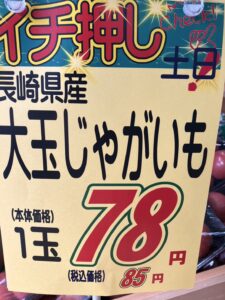 Check!
イチ押し
土日
長崎県産
大玉じゃがいも
(本体価格)
1玉 78円
(税込価格) 85円